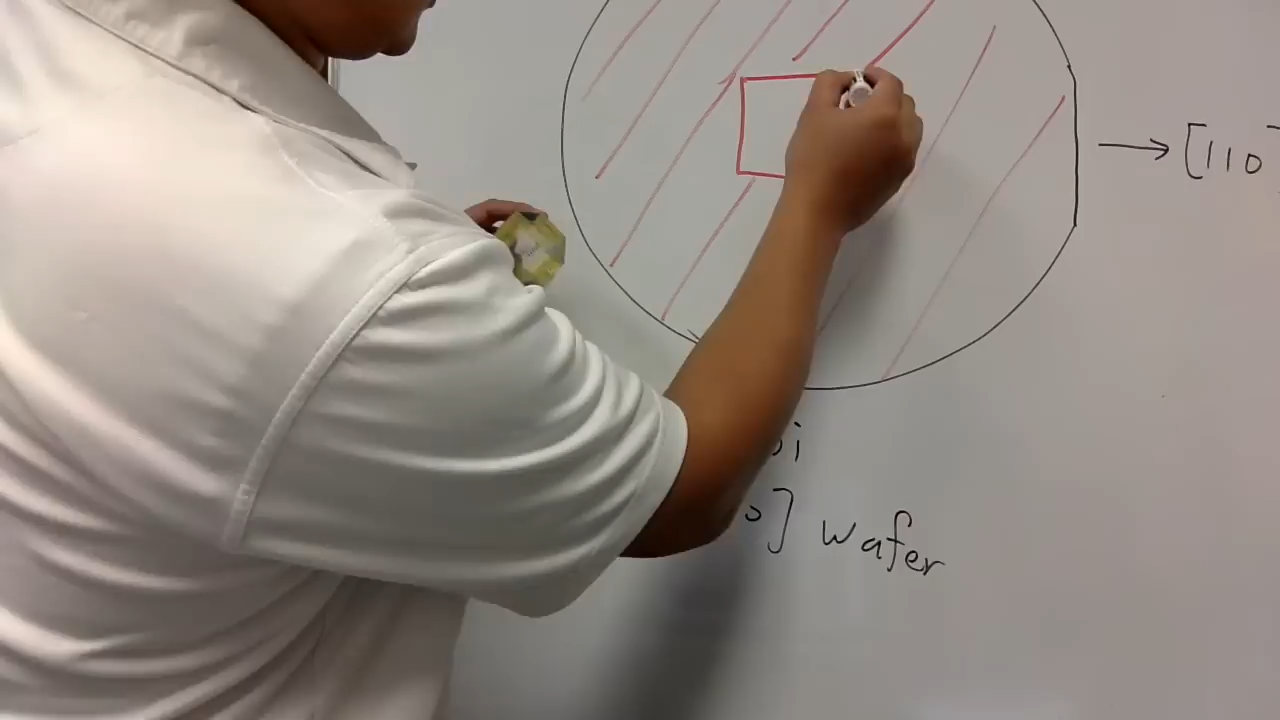 → [110]
i
] wafer